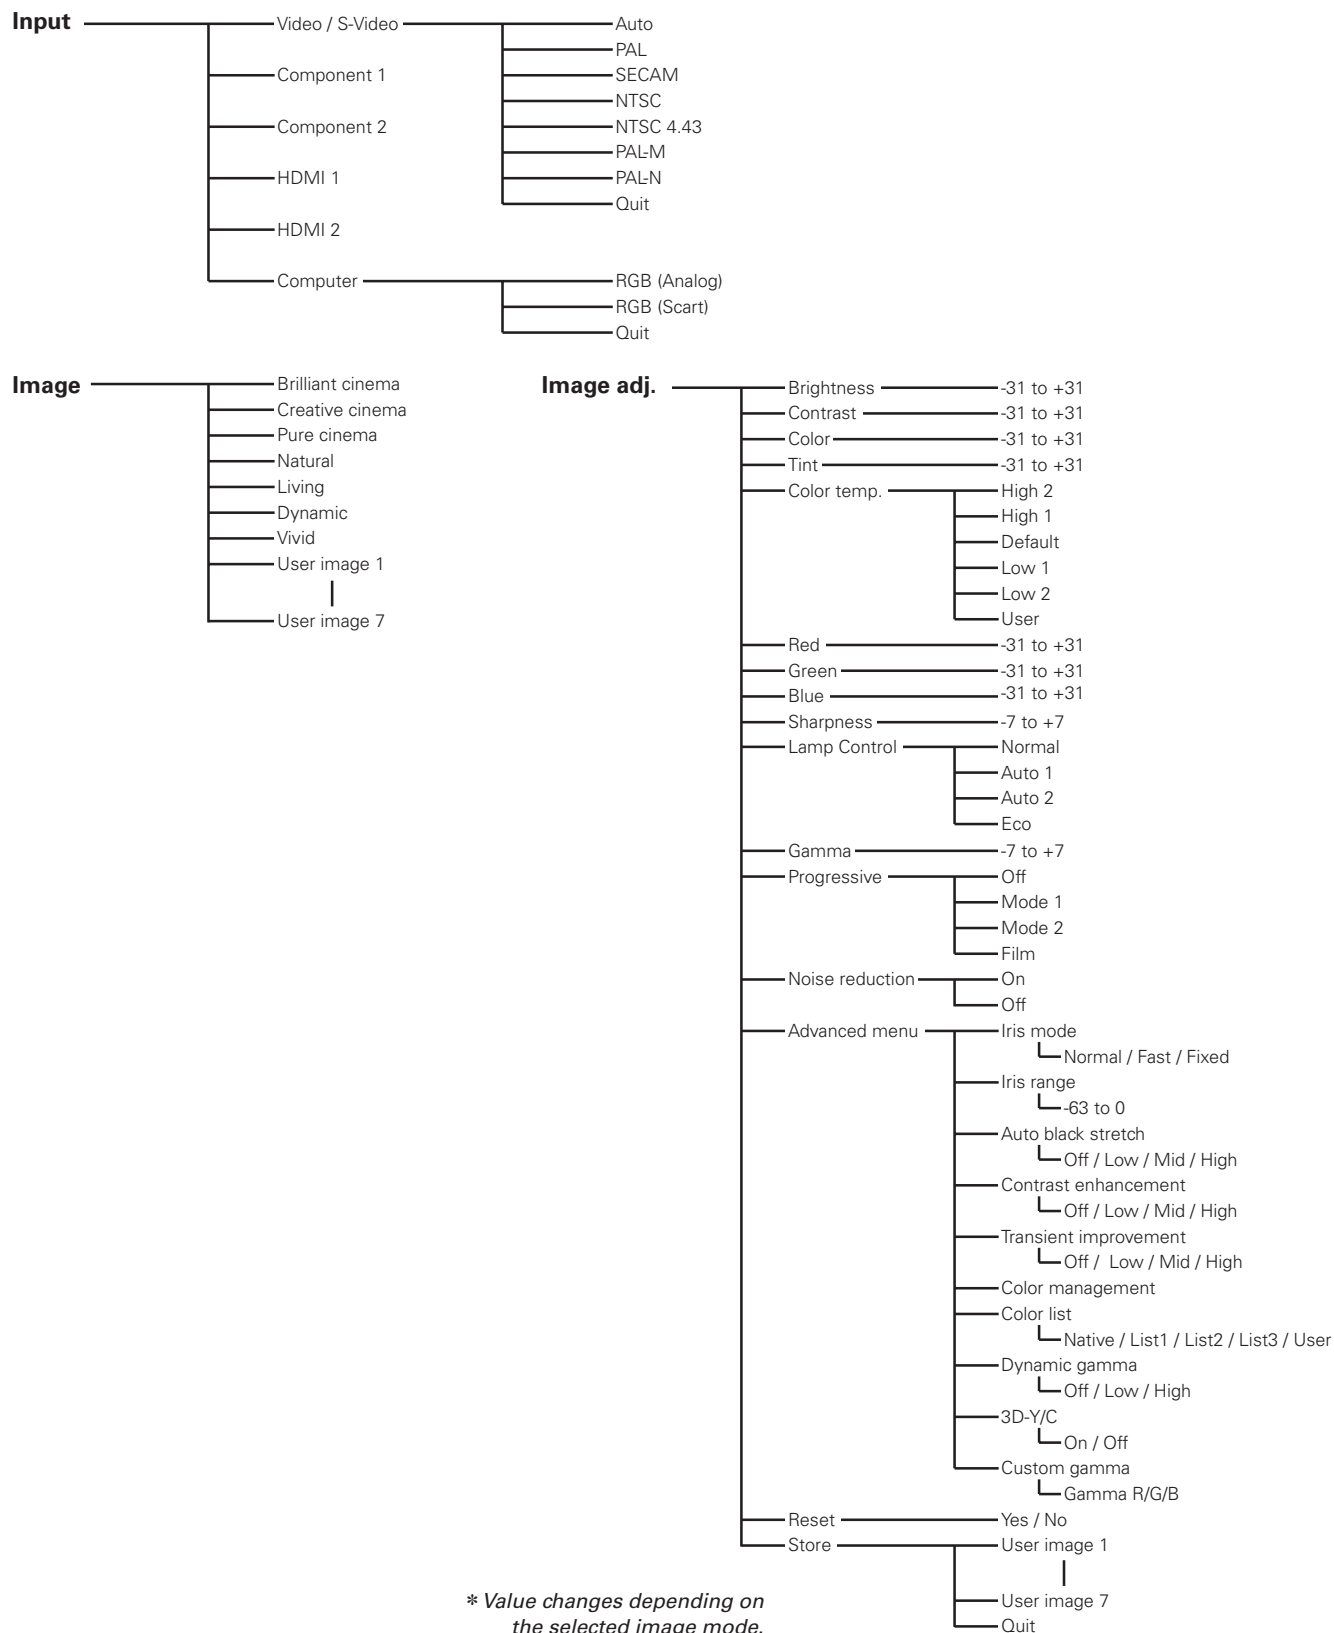 Input
Video / S-Video
Auto
PAL
SECAM
NTSC
NTSC 4.43
PAL-M
PAL-N
Quit
Component 1
Component 2
HDMI 1
HDMI 2
Computer
RGB (Analog)
RGB (Scart)
Quit
Image
Brilliant cinema
Creative cinema
Pure cinema
Natural
Living
Dynamic
Vivid
User image 1
User image 7
Image adj.
Brightness -31 to +31
Contrast -31 to +31
Color -31 to +31
Tint -31 to +31
Color temp. High 2
High 1
Default
Low 1
Low 2
User
Red -31 to +31
Green -31 to +31
Blue -31 to +31
Sharpness -7 to +7
Lamp Control Normal
Auto 1
Auto 2
Eco
Gamma -7 to +7
Progressive Off
Mode 1
Mode 2
Film
Noise reduction On
Off
Advanced menu Iris mode
Normal / Fast / Fixed
Iris range
-63 to 0
Auto black stretch
Off / Low / Mid / High
Contrast enhancement
Off / Low / Mid / High
Transient improvement
Off / Low / Mid / High
Color management
Color list
Native / List1 / List2 / List3 / User
Dynamic gamma
Off / Low / High
3D-Y/C
On / Off
Custom gamma
Gamma R/G/B
Reset Yes / No
Store User image 1
User image 7
Quit
* Value changes depending on
the selected image mode.